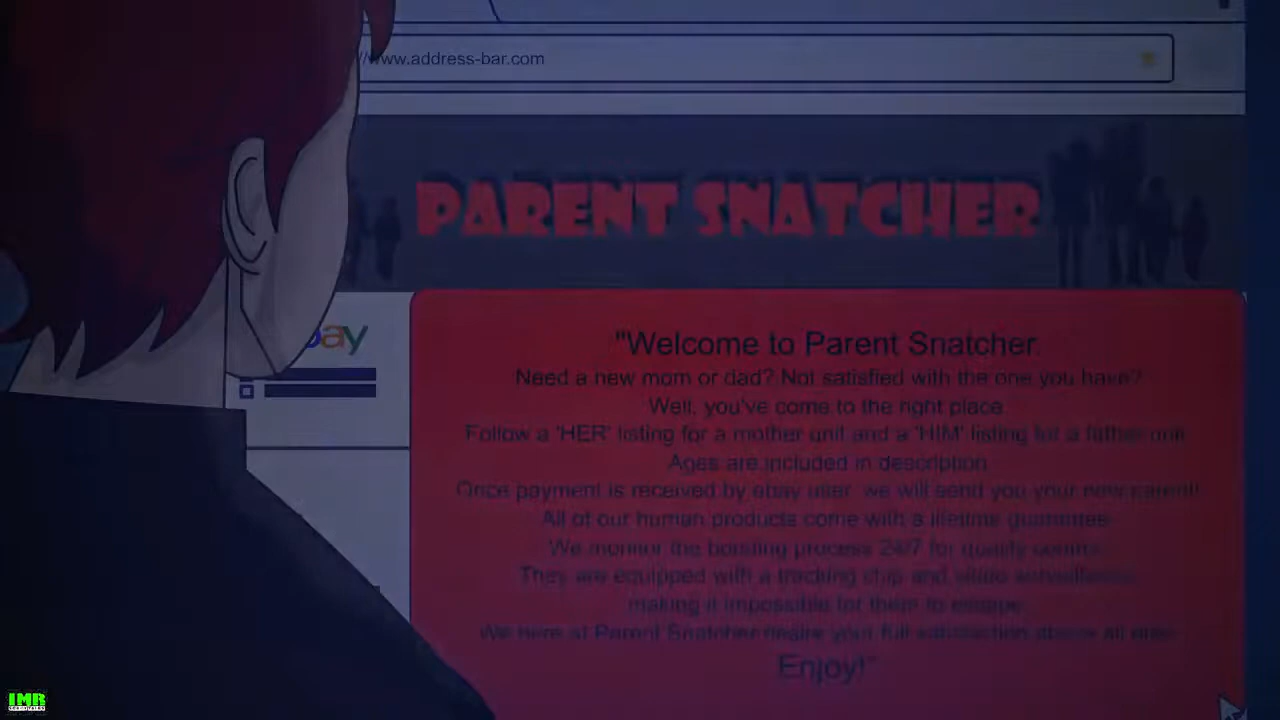 //www.address-bar.com
PARENT SNATCHER
bay
"Welcome to Parent Snatcher.
Need a new mom or dad? Not satisfied with the one you have?
Well, you've come to the right place.
Follow a 'HER' listing for a mother unit and a 'HIM' listing for a father unit.
Ages are included in description.
Once payment is received by ebay user, we will send you your new parent!
All of our human products come with a lifetime guarantee.
We monitor the bonding process 24/7 for quality control.
They are equipped with a tracking chip and video surveillance,
making it impossible for them to escape.
We here at Parent Snatcher desire your full satisfaction above all else.
Enjoy!"
IMR